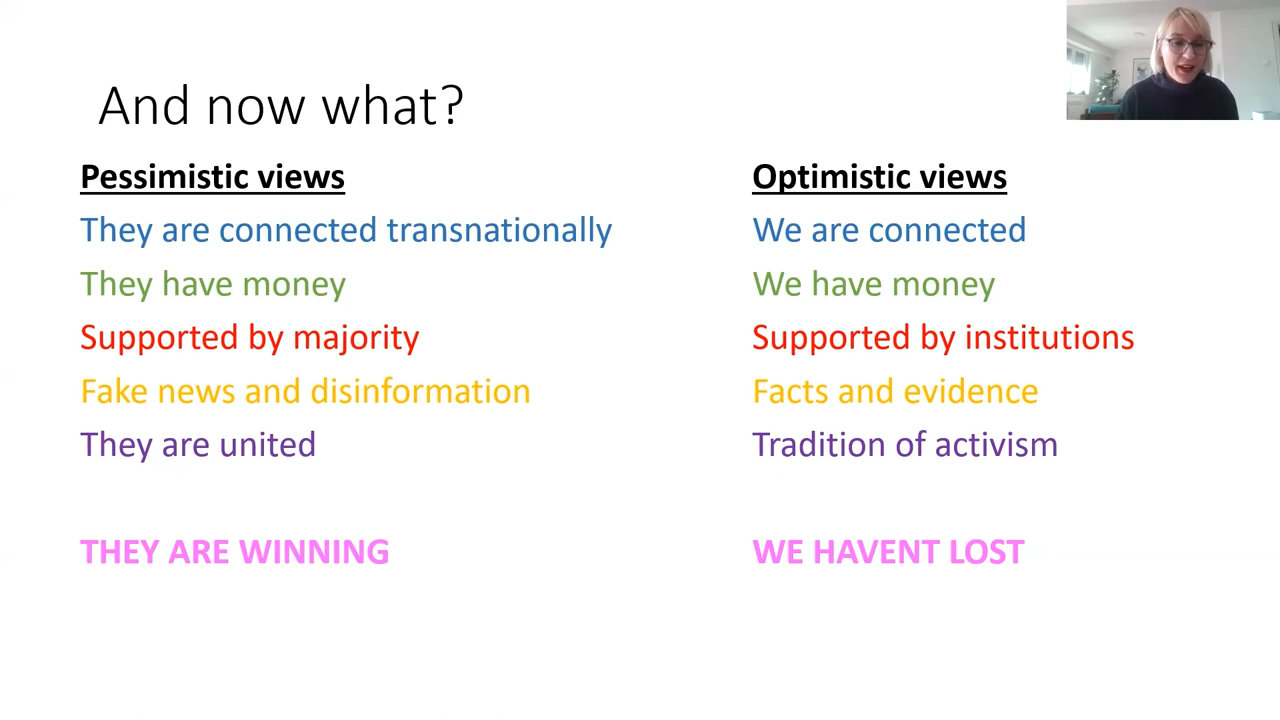 And now what?
Pessimistic views
They are connected transnationally
They have money
Supported by majority
Fake news and disinformation
They are united
THEY ARE WINNING
Optimistic views
We are connected
We have money
Supported by institutions
Facts and evidence
Tradition of activism
WE HAVENT LOST